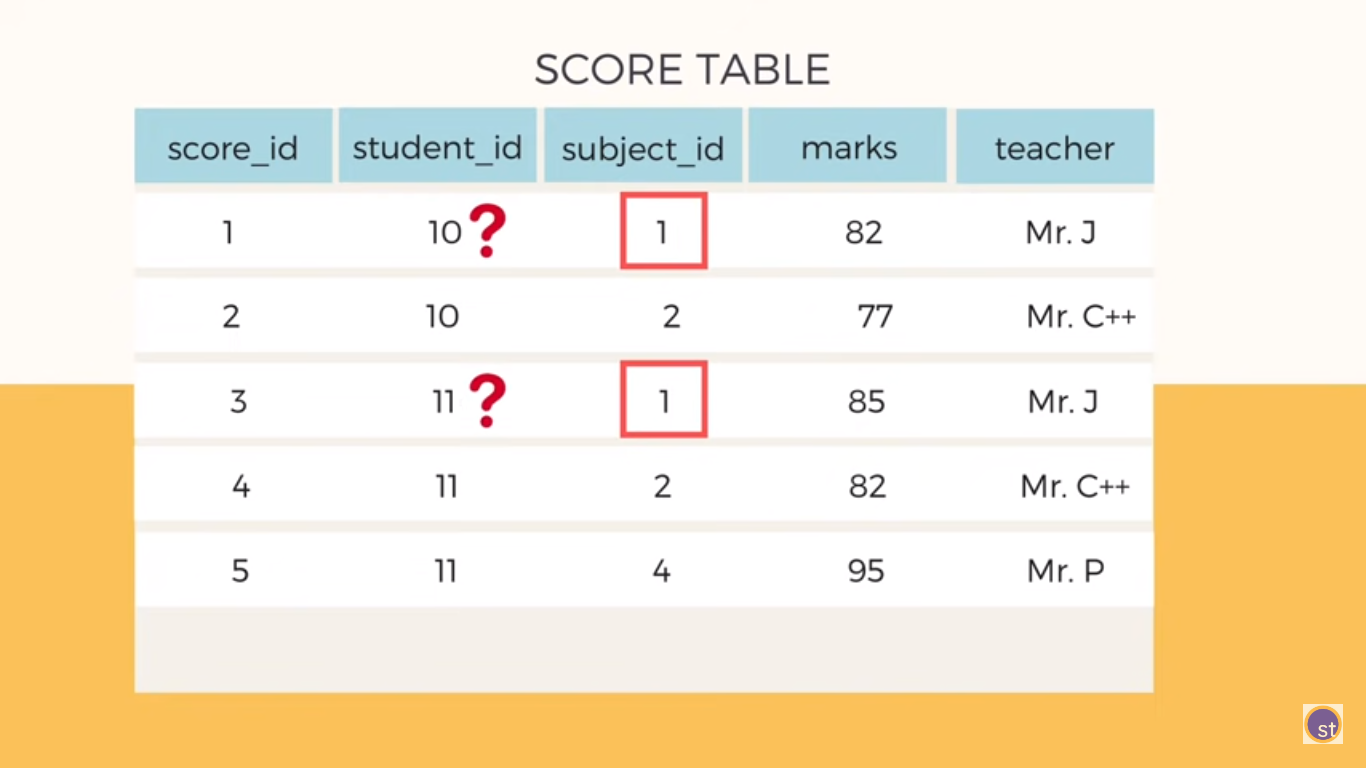 SCORE TABLE
score_id student_id subject_id marks teacher
1 10 ? 1 82 Mr. J
2 10 2 77 Mr. C++
3 11 ? 1 85 Mr. J
4 11 2 82 Mr. C++
5 11 4 95 Mr. P
st